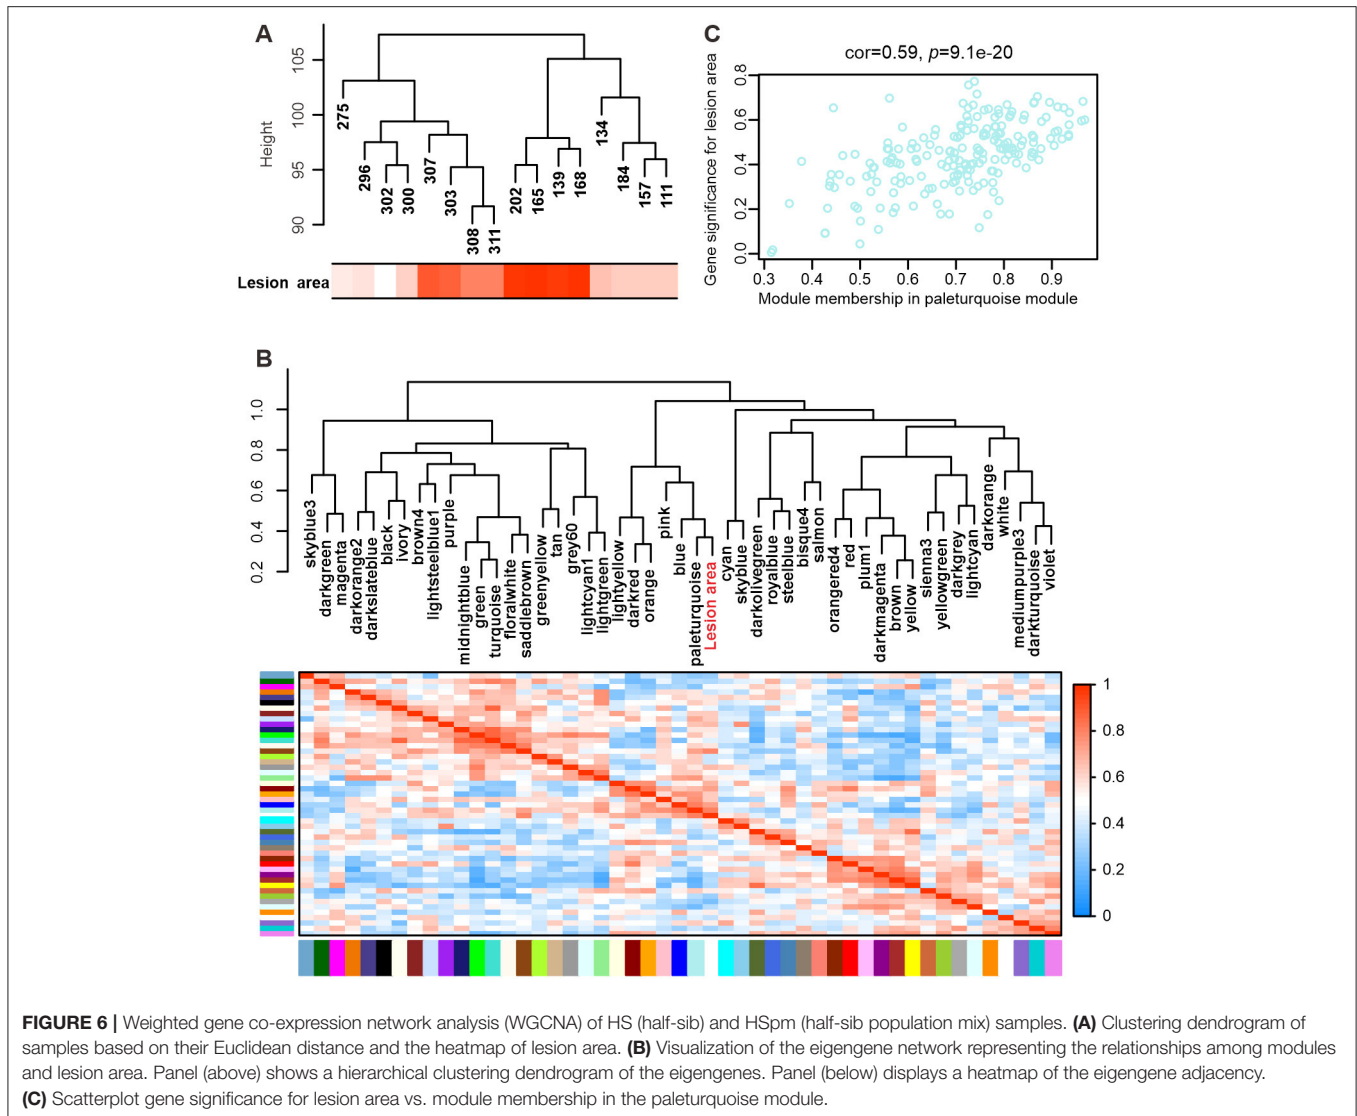 A
Height
105
100
95
90
275
296
302
300
307
303
308
311
202
165
139
168
134
184
157
111
Lesion area
C
cor=0.59, p=9.1e-20
Gene significance for lesion area
0.8
0.6
0.4
0.2
0.0
0.3 0.4 0.5 0.6 0.7 0.8 0.9
Module membership in paleturquoise module
B
1.0
0.8
0.6
0.4
0.2
skyblue3
darkgreen
magenta
darkorange2
darkslateblue
black
ivory
brown4
lightsteelblue1
purple
midnightblue
green
turquoise
floralwhite
saddlebrown
greenyellow
tan
grey60
lightcyan1
lightgreen
lightyellow
darkred
orange
pink
blue
paleturquoise
Lesion area
cyan
skyblue
darkolivegreen
royalblue
steelblue
bisque4
salmon
orangered4
red
plum1
darkmagenta
brown
yellow
sienna3
yellowgreen
darkgrey
lightcyan
darkorange
white
mediumpurple3
darkturquoise
violet
1
0.8
0.6
0.4
0.2
0
FIGURE 6 | Weighted gene co-expression network analysis (WGCNA) of HS (half-sib) and HSpm (half-sib population mix) samples. (A) Clustering dendrogram of
samples based on their Euclidean distance and the heatmap of lesion area. (B) Visualization of the eigengene network representing the relationships among modules
and lesion area. Panel (above) shows a hierarchical clustering dendrogram of the eigengenes. Panel (below) displays a heatmap of the eigengene adjacency.
(C) Scatterplot gene significance for lesion area vs. module membership in the paleturquoise module.